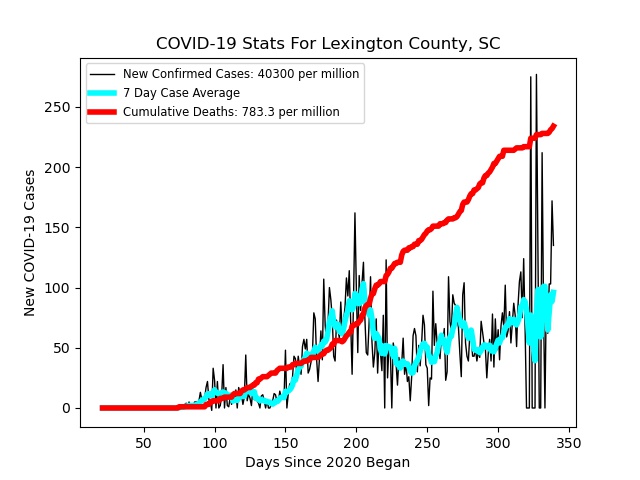 COVID-19 Stats For Lexington County, SC
New Confirmed Cases: 40300 per million
7 Day Case Average
Cumulative Deaths: 783.3 per million
New COVID-19 Cases
250
200
150
100
50
0
50 100 150 200 250 300 350
Days Since 2020 Began